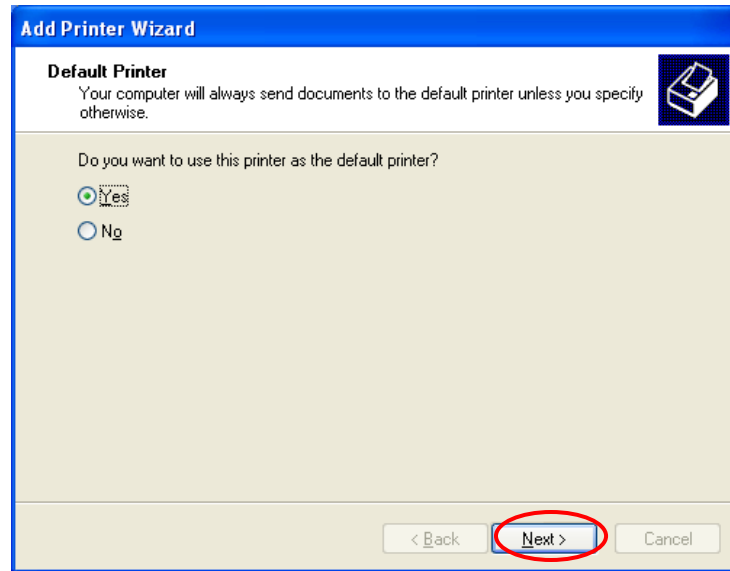 Add Printer Wizard
Default Printer
Your computer will always send documents to the default printer unless you specify
otherwise.
Do you want to use this printer as the default printer?
Yes
No
< Back
Next >
Cancel